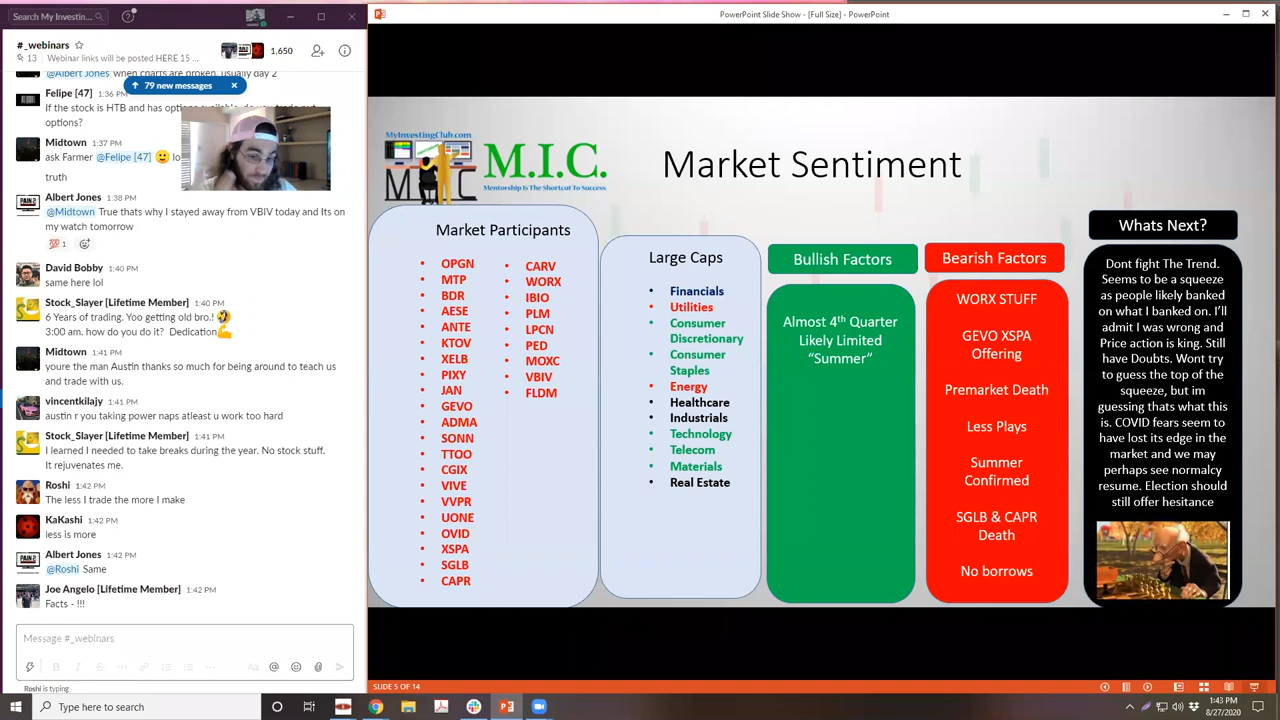 Search My Investing C...
PowerPoint Slide Show - [Full Size] - PowerPoint
#_webinars
13 Webinar links will be posted HERE 15 ...
1,650
@Albert Jones when charts are broken, usually day 2
79 new messages
Felipe [47] 1:36 PM
If the stock is HTB and has options
options?
Midtown 1:37 PM
ask Farmer @Felipe [47] lo
truth
Albert Jones 1:38 PM
@Midtown True thats why I stayed away from VBIV today and Its on
my watch tomorrow
💯 1
David Bobby 1:40 PM
same here lol
Stock_Slayer [Lifetime Member] 1:40 PM
6 Years of trading. Yoo getting old bro.! 🤣
3:00 am. how do you do it? Dedication 💪
Midtown 1:41 PM
youre the man Austin thanks so much for being around to teach us
and trade with us.
vincentkilajy 1:41 PM
austin r you taking power naps atleast u work too hard
Stock_Slayer [Lifetime Member] 1:41 PM
I learned I needed to take breaks during the year. No stock stuff.
It rejuvenates me.
Roshi 1:42 PM
The less I trade the more I make
KaKashi 1:42 PM
less is more
Albert Jones 1:42 PM
@Roshi Same
Joe Angelo [Lifetime Member] 1:42 PM
Facts - !!!
Message #_webinars
Roshi is typing
MyInvestingClub.com
MIC
M.I.C.
Mentorship Is The Shortcut To Success.
Market Sentiment
Market Participants
OPGN
MTP
BDR
AESE
ANTE
KTOV
XELB
PIXY
JAN
GEVO
ADMA
SONN
TTOO
CGIX
VIVE
VVPR
UONE
OVID
XSPA
SGLB
CAPR
CARV
WORX
IBIO
PLM
LPCN
PED
MOXC
VBIV
FLDM
Large Caps
Financials
Utilities
Consumer
Discretionary
Consumer
Staples
Energy
Healthcare
Industrials
Technology
Telecom
Materials
Real Estate
Bullish Factors
Almost 4th Quarter
Likely Limited
“Summer”
Bearish Factors
WORX STUFF
GEVO XSPA
Offering
Premarket Death
Less Plays
Summer
Confirmed
SGLB & CAPR
Death
No borrows
Whats Next?
Dont fight The Trend.
Seems to be a squeeze
as people likely banked
on what I banked on. I’ll
admit I was wrong and
Price action is king. Still
have Doubts. Wont try
to guess the top of the
squeeze, but im
guessing thats what this
is. COVID fears seem to
have lost its edge in the
market and we may
perhaps see normalcy
resume. Election should
still offer hesitance
SLIDE 5 OF 14
Type here to search
1:43 PM
8/27/2020